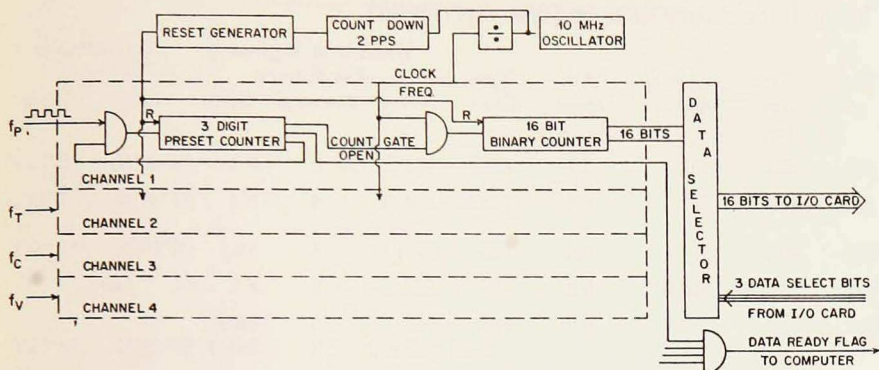 RESET GENERATOR
COUNT DOWN
2 PPS
÷
10 MHz
OSCILLATOR
CLOCK
FREQ.
fP
R
3 DIGIT
PRESET COUNTER
COUNT GATE
OPEN
R
16 BIT
BINARY COUNTER
16 BITS
DATA SELECTOR
CHANNEL 1
fT
CHANNEL 2
16 BITS TO I/O CARD
fC
CHANNEL 3
3 DATA SELECT BITS
FROM I/O CARD
fV
CHANNEL 4
DATA READY FLAG
TO COMPUTER